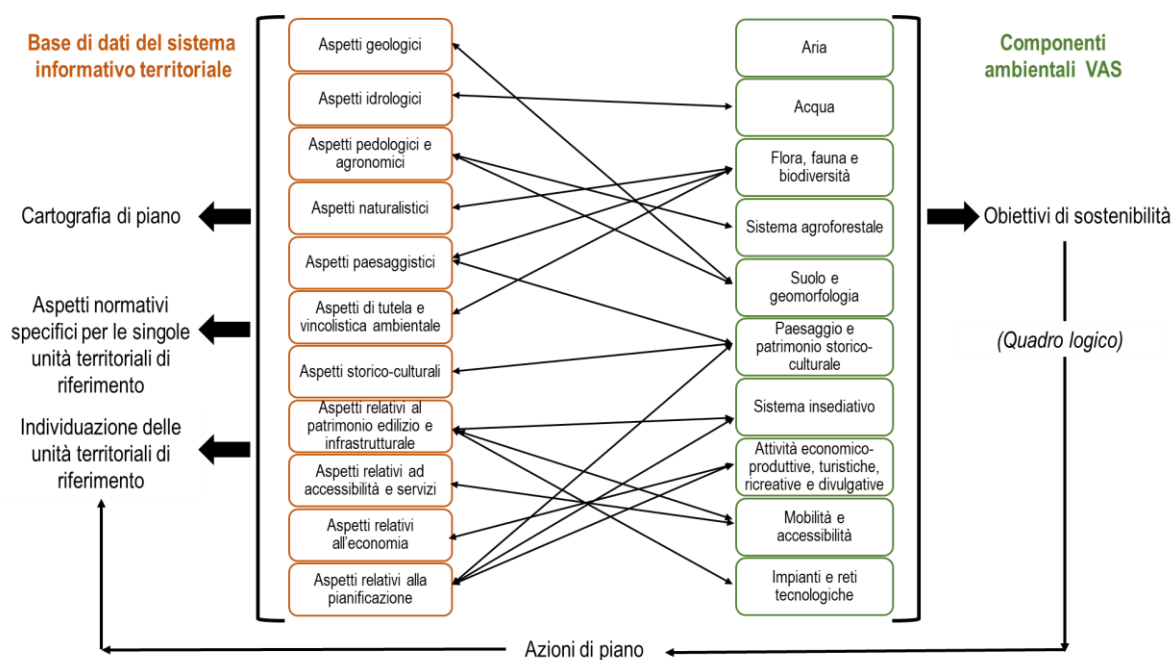 Base di dati del sistema
informativo territoriale
Cartografia di piano
Aspetti normativi
specifici per le singole
unità territoriali di
riferimento
Individuazione delle
unità territoriali di
riferimento
Aspetti geologici
Aspetti idrologici
Aspetti pedologici e
agronomici
Aspetti naturalistici
Aspetti paesaggistici
Aspetti di tutela e
vincolistica ambientale
Aspetti storico-culturali
Aspetti relativi al
patrimonio edilizio e
infrastrutturale
Aspetti relativi ad
accessibilità e servizi
Aspetti relativi
all'economia
Aspetti relativi alla
pianificazione
Aria
Acqua
Flora, fauna e
biodiversità
Sistema agroforestale
Suolo e
geomorfologia
Paesaggio e
patrimonio storico-
culturale
Sistema insediativo
Attività economico-
produttive, turistiche,
ricreative e divulgative
Mobilità e
accessibilità
Impianti e reti
tecnologiche
Componenti
ambientali VAS
Obiettivi di sostenibilità
(Quadro logico)
Azioni di piano